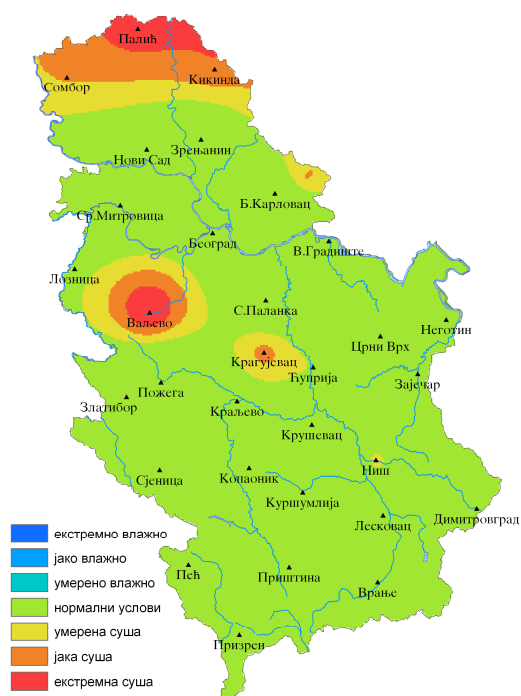 Палић
Кикинда
Сомбор
Зрењанин
Нови Сад
Б.Карловац
Ср.Митровица
Београд
В.Градиште
Лозница
С.Паланка
Ваљево
Неготин
Црни Врх
Крагујевац
Ћуприја
Зајечар
Пожега
Златибор
Краљево
Крушевац
Ниш
Сјеница
Копаоник
Куршумлија
Лесковац
Димитровград
Пећ
Приштина
Врање
Призрен
екстремно влажно
јако влажно
умерено влажно
нормални услови
умерена суша
јака суша
екстремна суша